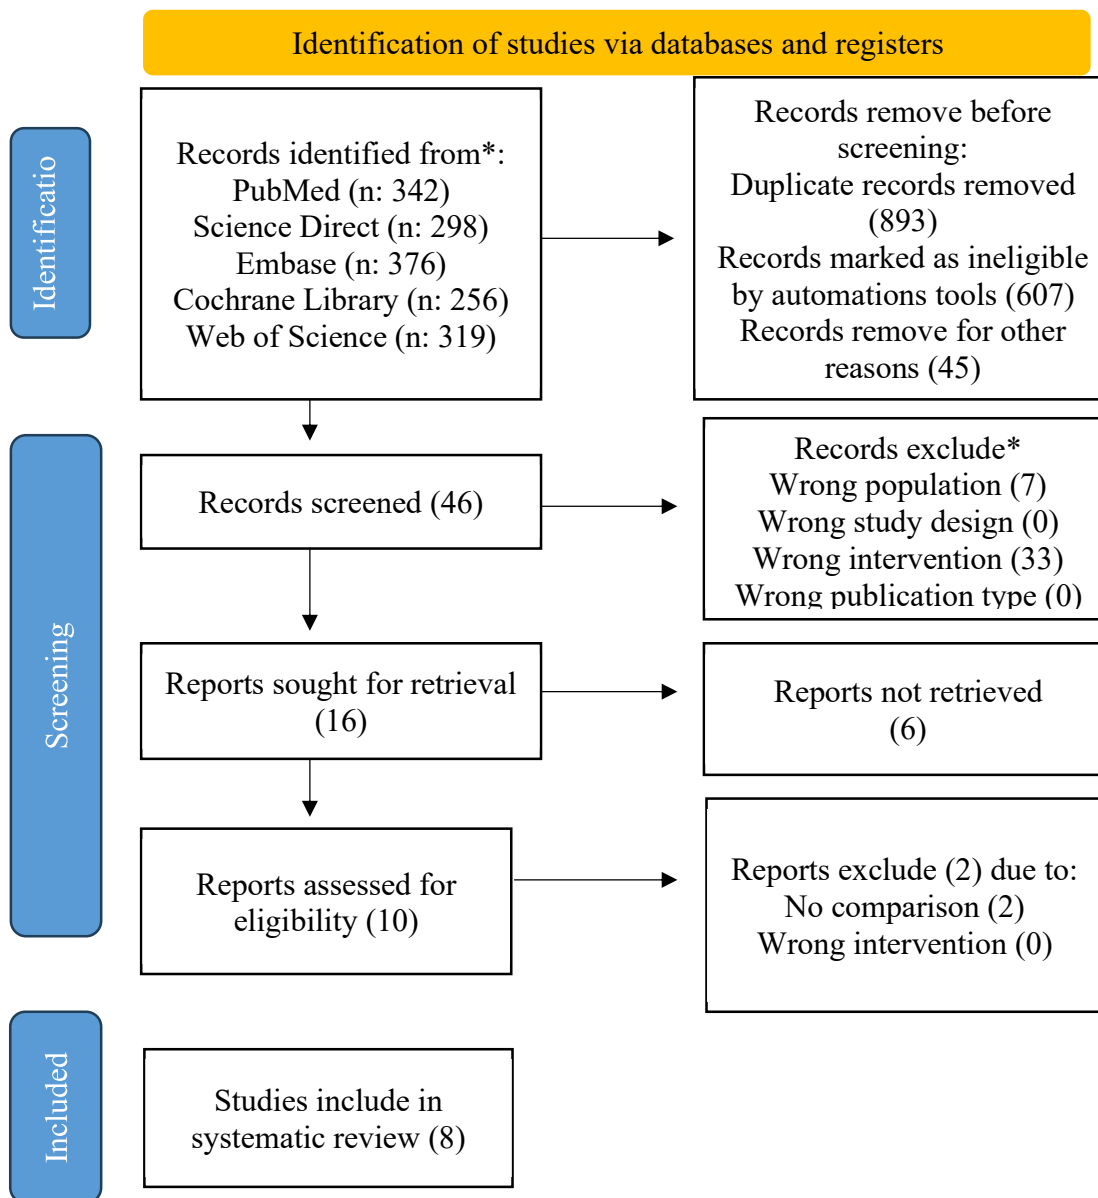 Identification of studies via databases and registers
Identificatio
Records identified from*:
PubMed (n: 342)
Science Direct (n: 298)
Embase (n: 376)
Cochrane Library (n: 256)
Web of Science (n: 319)
Records remove before
screening:
Duplicate records removed
(893)
Records marked as ineligible
by automations tools (607)
Records remove for other
reasons (45)
Screening
Records screened (46)
Records exclude*
Wrong population (7)
Wrong study design (0)
Wrong intervention (33)
Wrong publication type (0)
Reports sought for retrieval
(16)
Reports not retrieved
(6)
Reports assessed for
eligibility (10)
Reports exclude (2) due to:
No comparison (2)
Wrong intervention (0)
Included
Studies include in
systematic review (8)